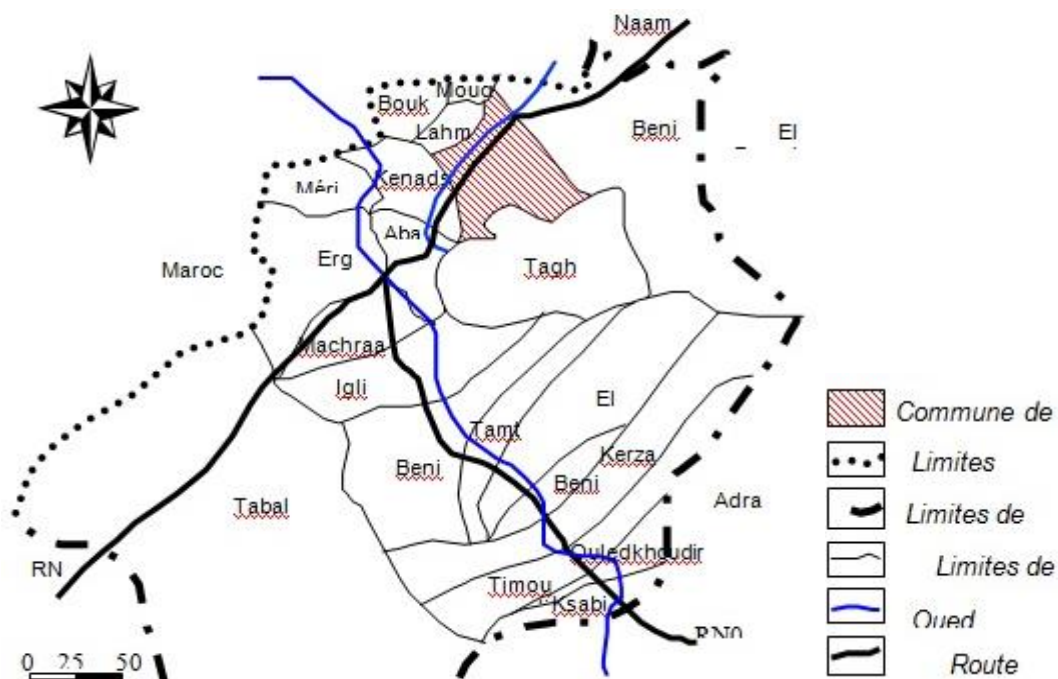 Naam
Moug
Bouk
Lahm
Beni
El
Kenads
Méri
Aba
Erg
Maroc
Tagh
Machraa
Igli
El
Tamt
Kerza
Beni
Beni
Tabal
Adra
Ouledkhoudir
RN
Timou
Ksabi
RN0
0 25 50
Commune de
Limites
Limites de
Limites de
Oued
Route